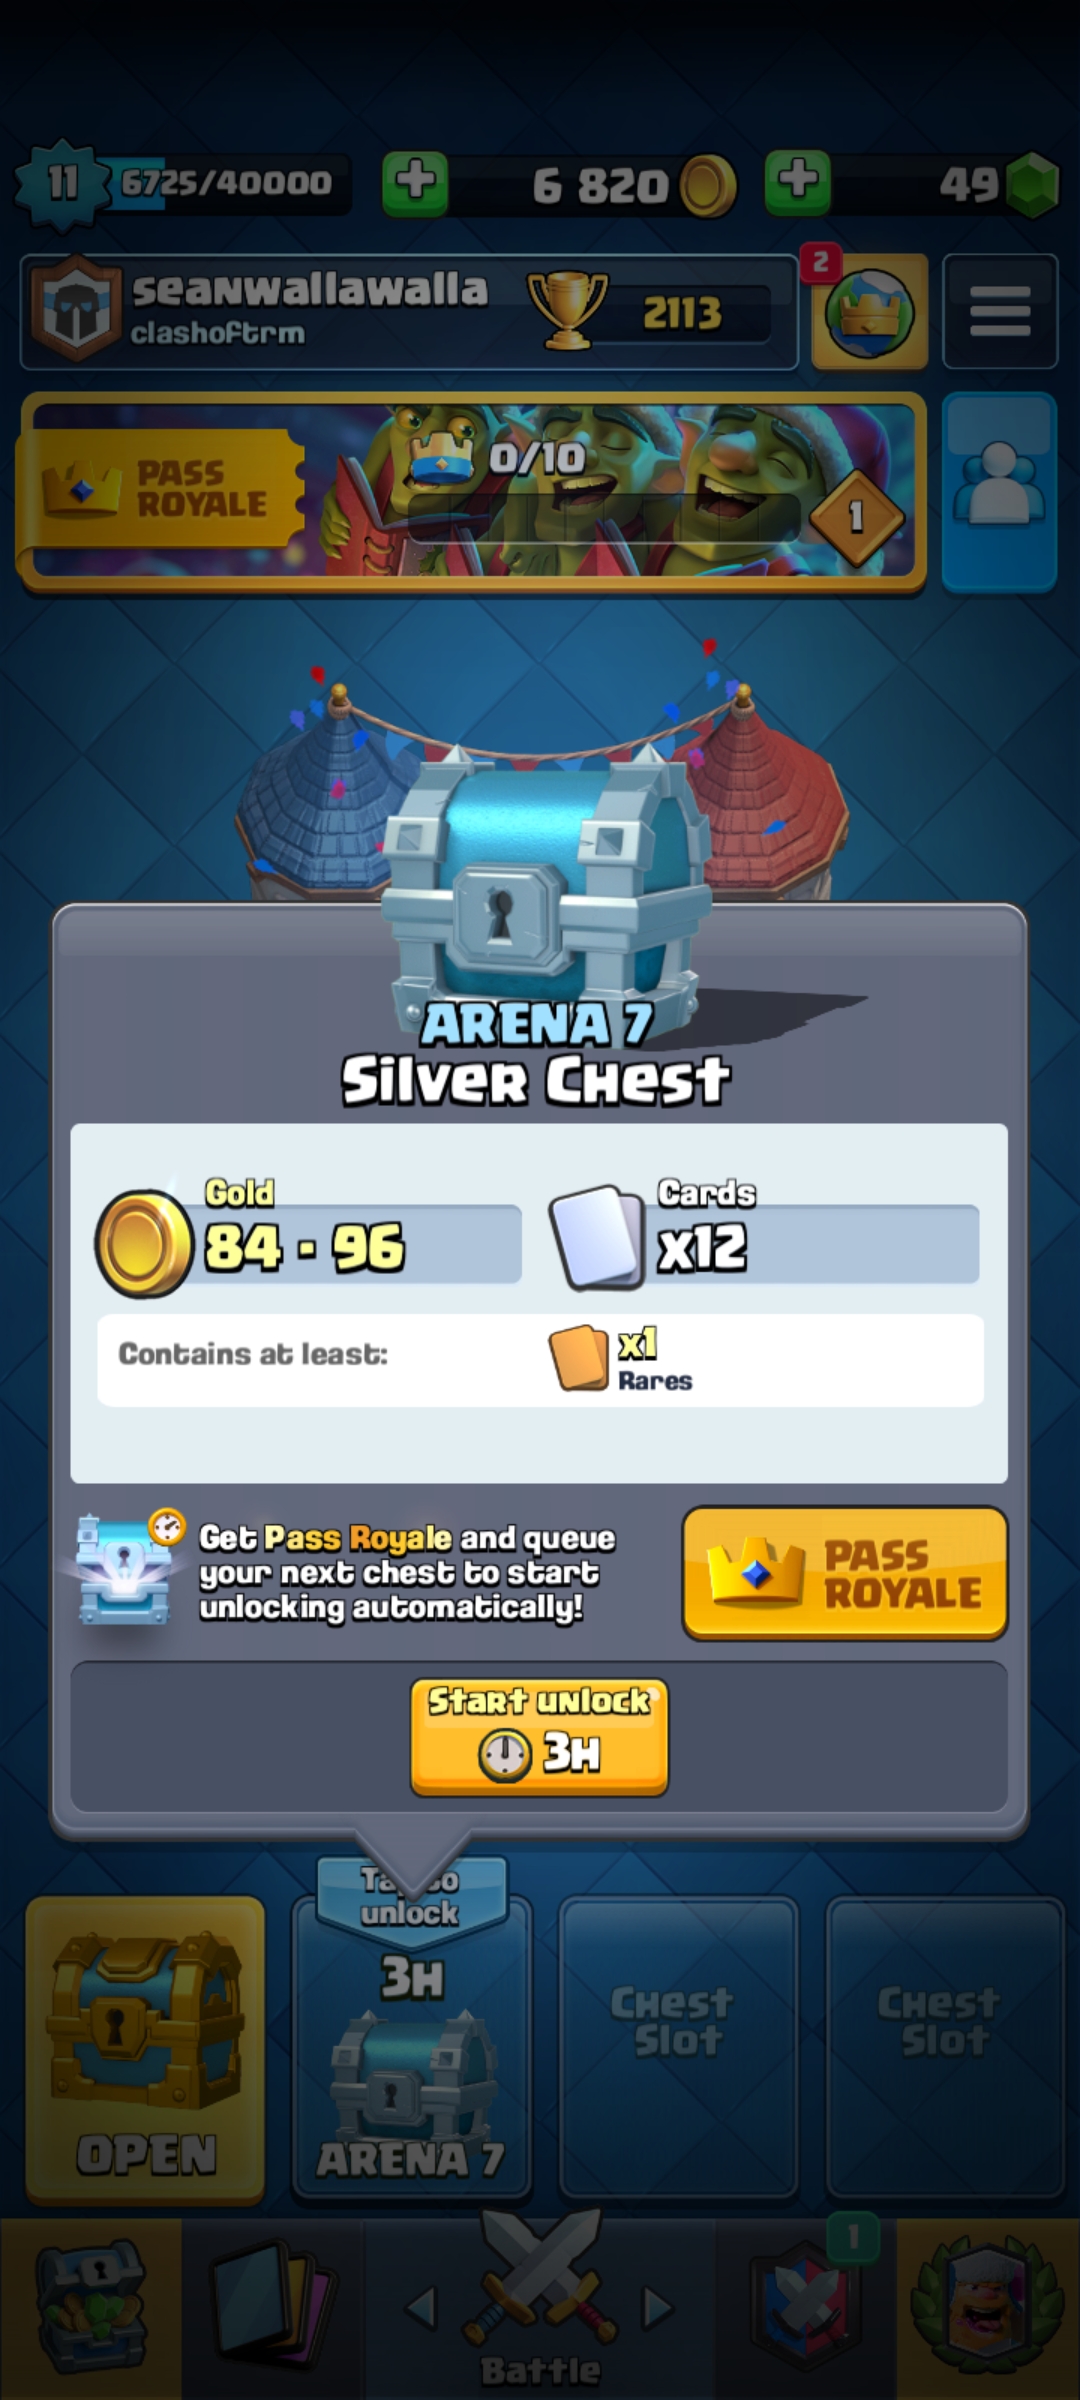 11
6725/40000
6 820
49
seanwallawalla
clashoftrm
2113
2
PASS
ROYALE
0/10
1
ARENA 7
Silver Chest
Gold
84 - 96
Cards
x12
Contains at least:
x1
Rares
Get Pass Royale and queue
your next chest to start
unlocking automatically!
PASS
ROYALE
Start unlock
3H
Tap to
unlock
3H
OPEN
ARENA 7
Chest
Slot
Chest
Slot
1
Battle